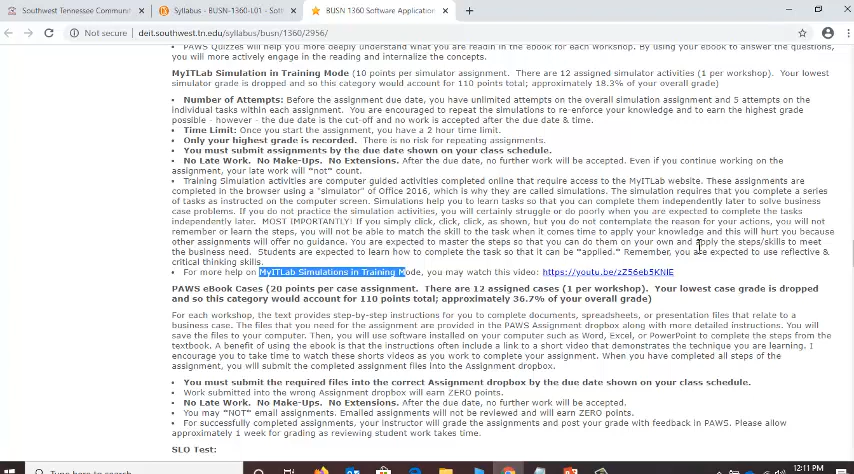 Southwest Tennessee Communi
Syllabus - BUSN-1360-L01 - Soft
BUSN 1360 Software Application
Not secure | deit.southwest.tn.edu/syllabus/busn/1360/2956/
• PAWS Quizzes will help you more deeply understand what you are readin in the ebook for each workshop. By using your ebook to answer the questions,
you will more actively engage in the reading and internalize the concepts.
MyITLab Simulation in Training Mode (10 points per simulator assignment. There are 12 assigned simulator activities (1 per workshop). Your lowest
simulator grade is dropped and so this category would account for 110 points total; approximately 18.3% of your overall grade)
• Number of Attempts: Before the assignment due date, you have unlimited attempts on the overall simulation assignment and 5 attempts on the
individual tasks within each assignment. You are encouraged to repeat the simulations to re-enforce your knowledge and to earn the highest grade
possible - however - the due date is the cut-off and no work is accepted after the due date & time.
• Time Limit: Once you start the assignment, you have a 2 hour time limit.
• Only your highest grade is recorded. There is no risk for repeating assignments.
• You must submit assignments by the due date shown on your class schedule.
• No Late Work. No Make-Ups. No Extensions. After the due date, no further work will be accepted. Even if you continue working on the
assignment, your late work will "not" count.
• Training Simulation activities are computer guided activities completed online that require access to the MyITLab website. These assignments are
completed in the browser using a "simulator" of Office 2016, which is why they are called simulations. The simulation requires that you complete a series
of tasks as instructed on the computer screen. Simulations help you to learn tasks so that you can complete them independently later to solve business
case problems. If you do not practice the simulation activities, you will certainly struggle or do poorly when you are expected to complete the tasks
independently later. MOST IMPORTANTLY! If you simply click, click, click, as shown, but you do not contemplate the reason for your actions, you will not
remember or learn the steps, you will not be able to match the skill to the task when it comes time to apply your knowledge and this will hurt you because
other assignments will offer no guidance. You are expected to master the steps so that you can do them on your own and apply the steps/skills to meet
the business need. Students are expected to learn how to complete the task so that it can be "applied." Remember, you are expected to use reflective &
critical thinking skills.
• For more help on MyITLab Simulations in Training Mode, you may watch this video: https://youtu.be/zZ56eb5KNIE
PAWS eBook Cases (20 points per case assignment. There are 12 assigned cases (1 per workshop). Your lowest case grade is dropped
and so this category would account for 110 points total; approximately 36.7% of your overall grade)
For each workshop, the text provides step-by-step instructions for you to complete documents, spreadsheets, or presentation files that relate to a
business case. The files that you need for the assignment are provided in the PAWS Assignment dropbox along with more detailed instructions. You will
save the files to your computer. Then, you will use software installed on your computer such as Word, Excel, or PowerPoint to complete the steps from the
textbook. A benefit of using the ebook is that the instructions often include a link to a short video that demonstrates the technique you are learning. I
encourage you to take time to watch these shorts videos as you work to complete your assignment. When you have completed all steps of the
assignment, you will submit the completed assignment files into the Assignment dropbox.
• You must submit the required files into the correct Assignment dropbox by the due date shown on your class schedule.
• Work submitted into the wrong Assignment dropbox will earn ZERO points.
• No Late Work. No Make-Ups. No Extensions. After the due date, no further work will be accepted.
• You may "NOT" email assignments. Emailed assignments will not be reviewed and will earn ZERO points.
• For successfully completed assignments, your instructor will grade the assignments and post your grade with feedback in PAWS. Please allow
approximately 1 week for grading as reviewing student work takes time.
SLO Test:
Type here to search
12:11 PM